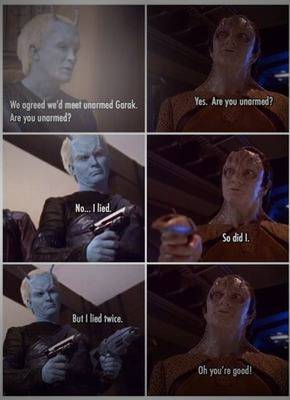 We agreed we'd meet unarmed Garak.
Are you unarmed?
Yes. Are you unarmed?
No... I lied.
So did I.
But I lied twice.
Oh you're good!